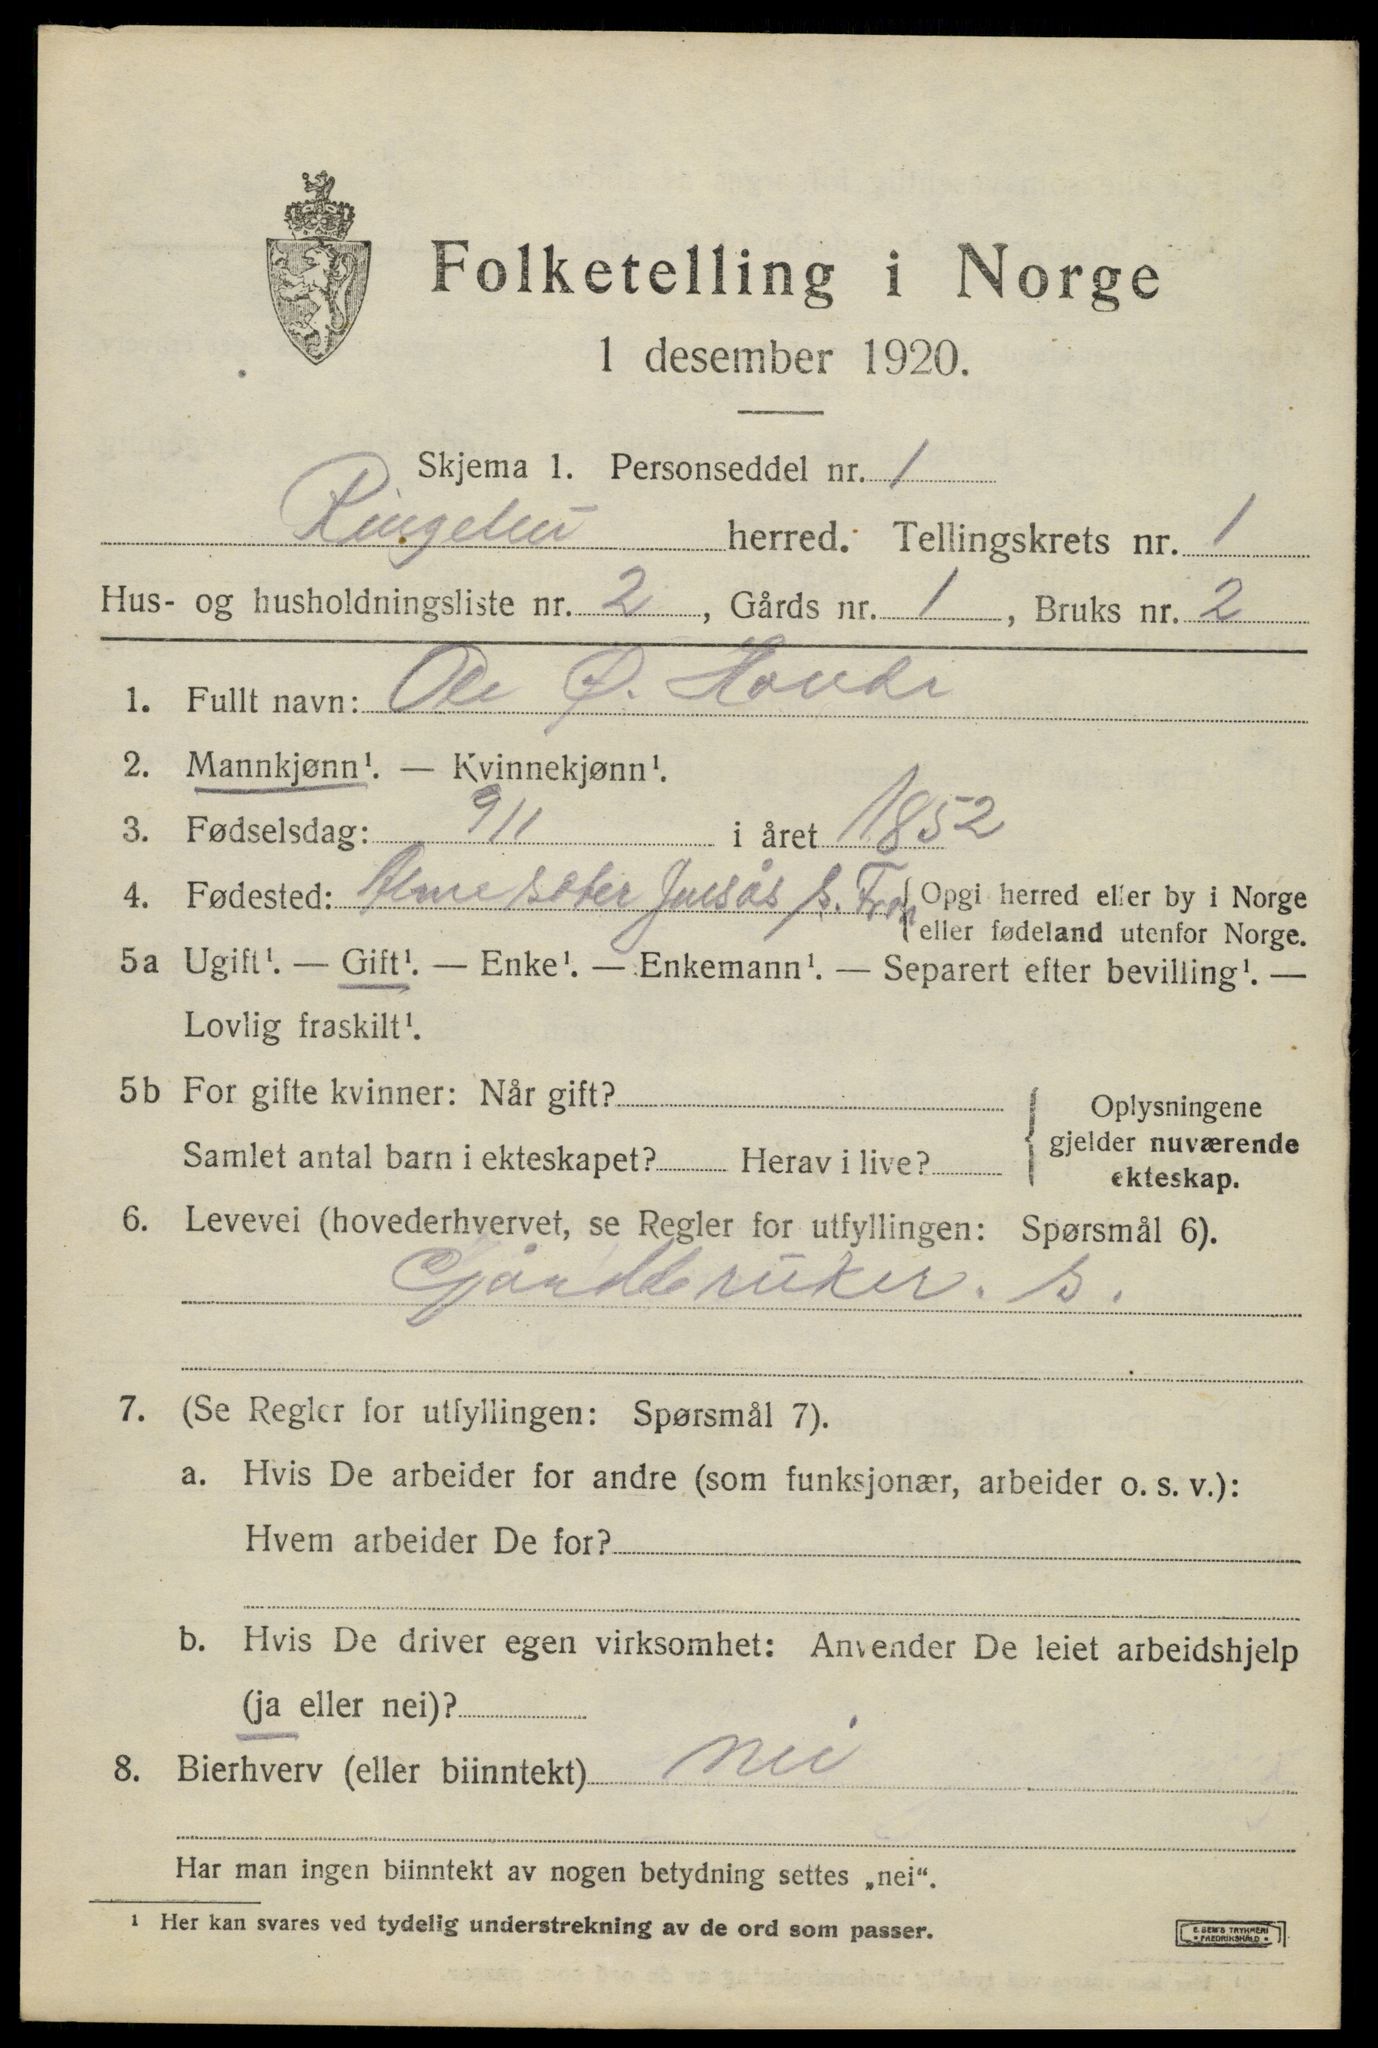 Folketelling i Norge
1 desember 1920.
Skjema 1. Personseddel nr. 1
Ringebu herred. Tellingskrets nr. 1
Hus- og husholdningsliste nr. 2, Gårds nr. 1, Bruks nr. 2
1. Fullt navn: Ole Ø. Hovde
2. Mannkjønn¹. — Kvinnekjønn¹.
3. Fødselsdag: 9/11 i året 1852
4. Fødested: S. Fron { Opgi herred eller by i Norge
eller fødeland utenfor Norge.
5a Ugift¹. — Gift¹. — Enke¹. — Enkemann¹. — Separert efter bevilling¹. —
Lovlig fraskilt¹.
5b For gifte kvinner: Når gift?
Samlet antal barn i ekteskapet? Herav i live?
{ Oplysningene
gjelder nuværende
ekteskap.
6. Levevei (hovederhvervet, se Regler for utfyllingen: Spørsmål 6).
Gårdbruker. s.
7. (Se Regler for utfyllingen: Spørsmål 7).
a. Hvis De arbeider for andre (som funksjonær, arbeider o. s. v.):
Hvem arbeider De for?
b. Hvis De driver egen virksomhet: Anvender De leiet arbeidshjelp
(ja eller nei)?
8. Bierhverv (eller biinntekt) nei
Har man ingen biinntekt av nogen betydning settes „nei“.
¹ Her kan svares ved tydelig understrekning av de ord som passer.
E. SEM'S TRYKKERI
FREDRIKSHALD